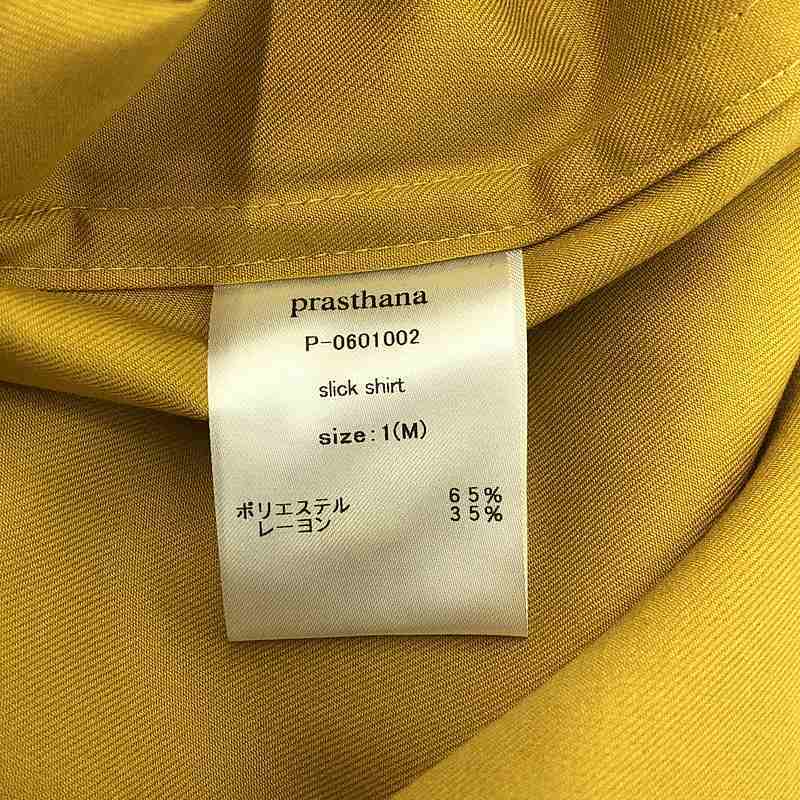 prasthana
P-0601002
slick shirt
size:1(M)
ポリエステル 65%
レーヨン 35%